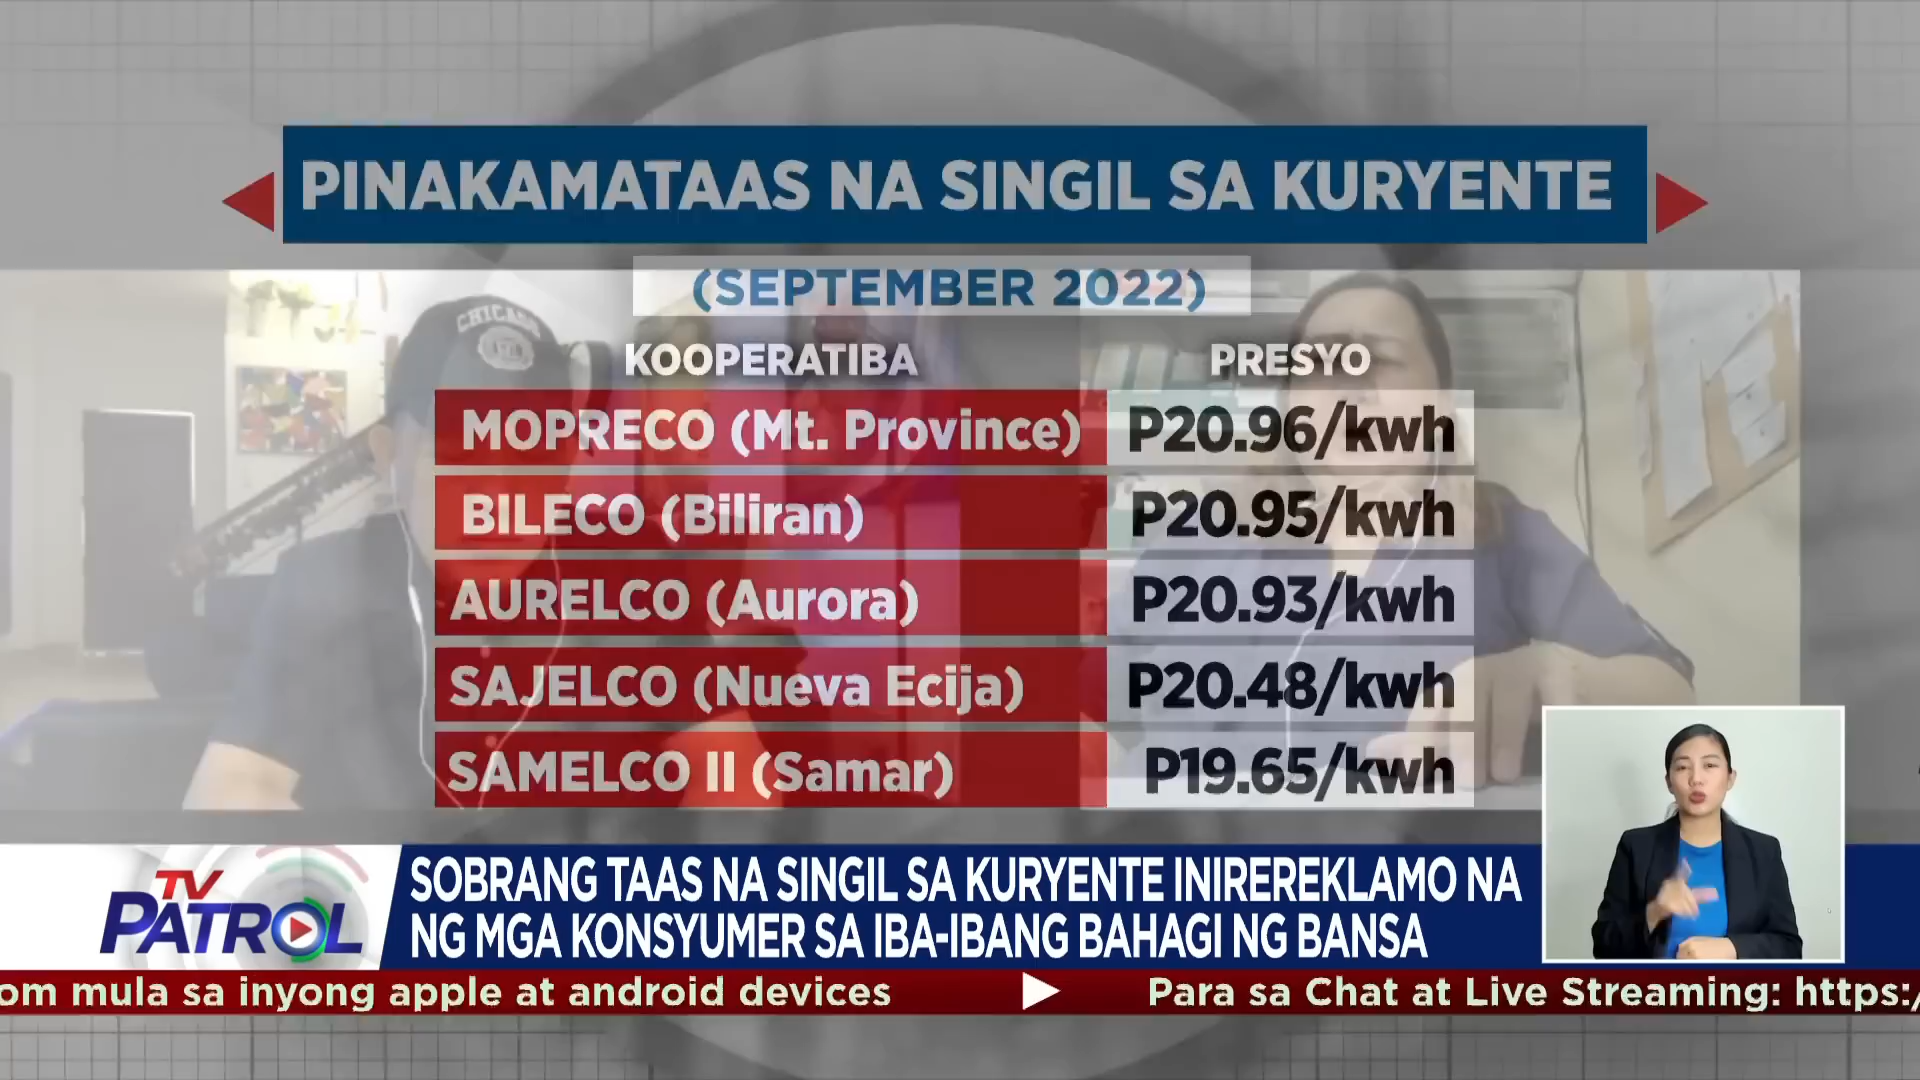 PINAKAMATAAS NA SINGIL SA KURYENTE
(SEPTEMBER 2022)
CHICAGO
KOOPERATIBA PRESYO
MOPRECO (Mt. Province) P20.96/kwh
BILECO (Biliran) P20.95/kwh
AURELCO (Aurora) P20.93/kwh
SAJELCO (Nueva Ecija) P20.48/kwh
SAMELCO II (Samar) P19.65/kwh
TV PATROL
SOBRANG TAAS NA SINGIL SA KURYENTE INIREREKLAMO NA
NG MGA KONSYUMER SA IBA-IBANG BAHAGI NG BANSA
om mula sa inyong apple at android devices Para sa Chat at Live Streaming: https:/